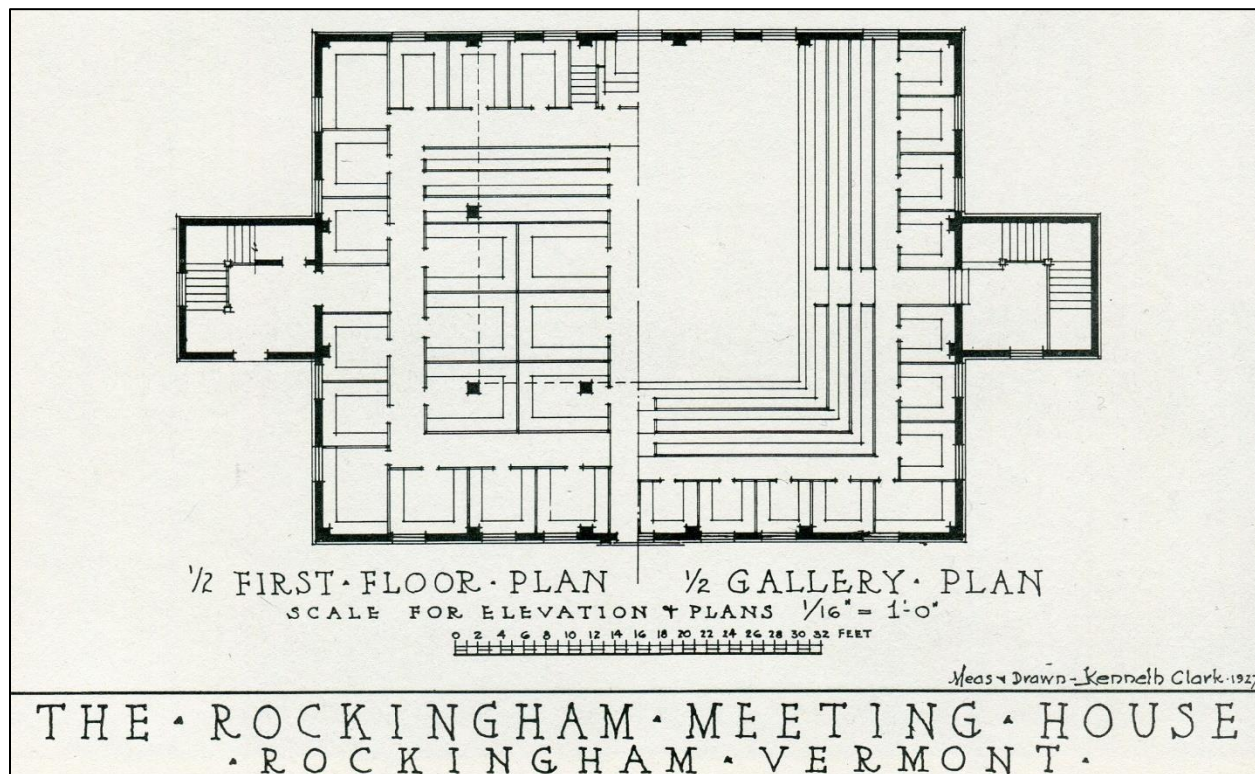 ½ FIRST · FLOOR · PLAN ½ GALLERY · PLAN
SCALE FOR ELEVATION & PLANS 1/16" = 1'-0"
0 2 4 6 8 10 12 14 16 18 20 22 24 26 28 30 32 FEET
Meas & Drawn - Kenneth Clark · 1927
THE · ROCKINGHAM · MEETING · HOUSE
· ROCKINGHAM · VERMONT ·